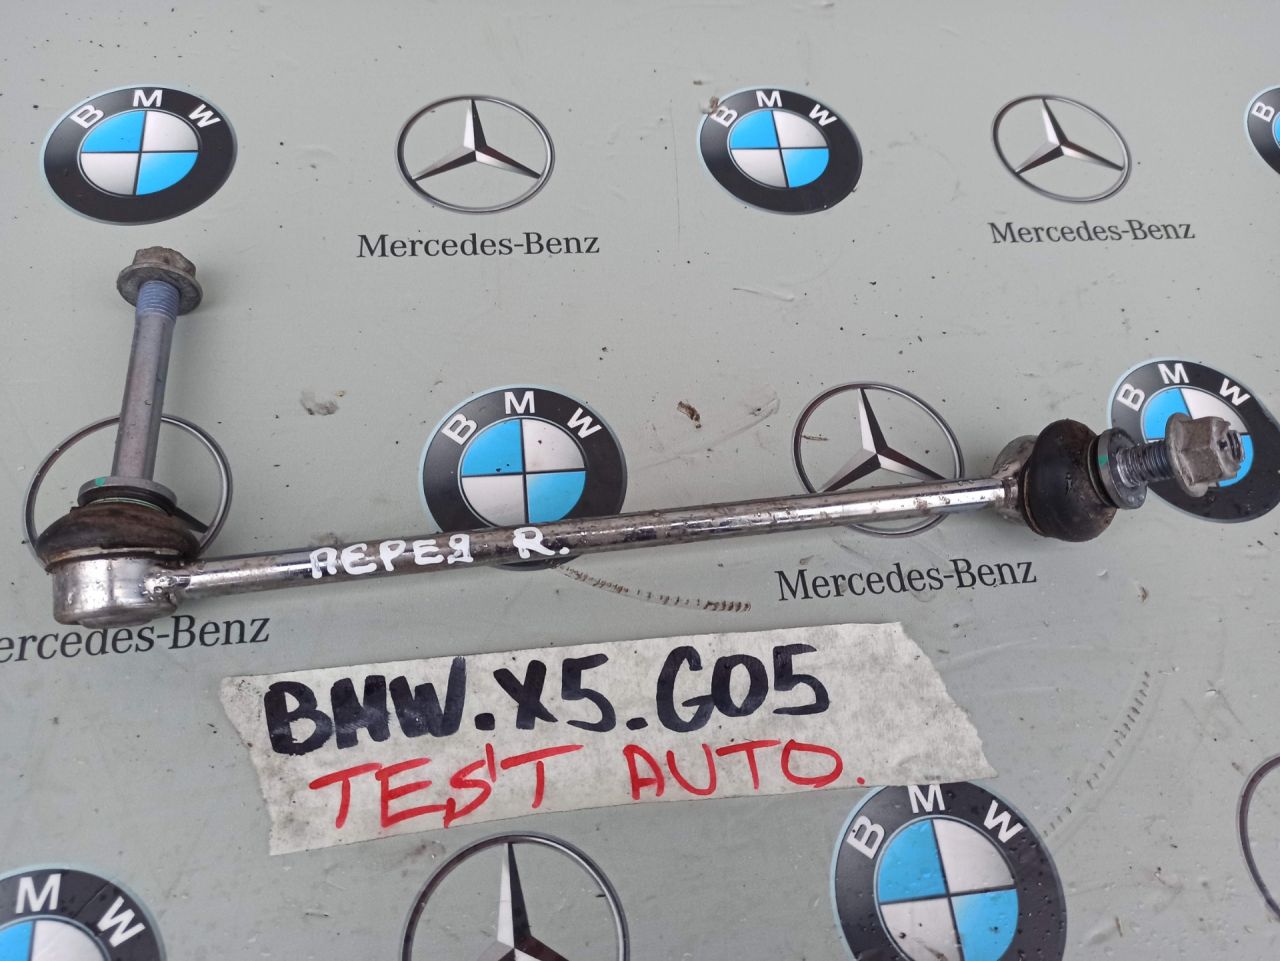 BMW
BMW
B
Mercedes-Benz
Mercedes-Benz
BMW
BMW
ПЕРЕД R.
Mercedes-Benz
ercedes-Benz
BMW.X5.G05
TEST AUTO.
BMW
MW